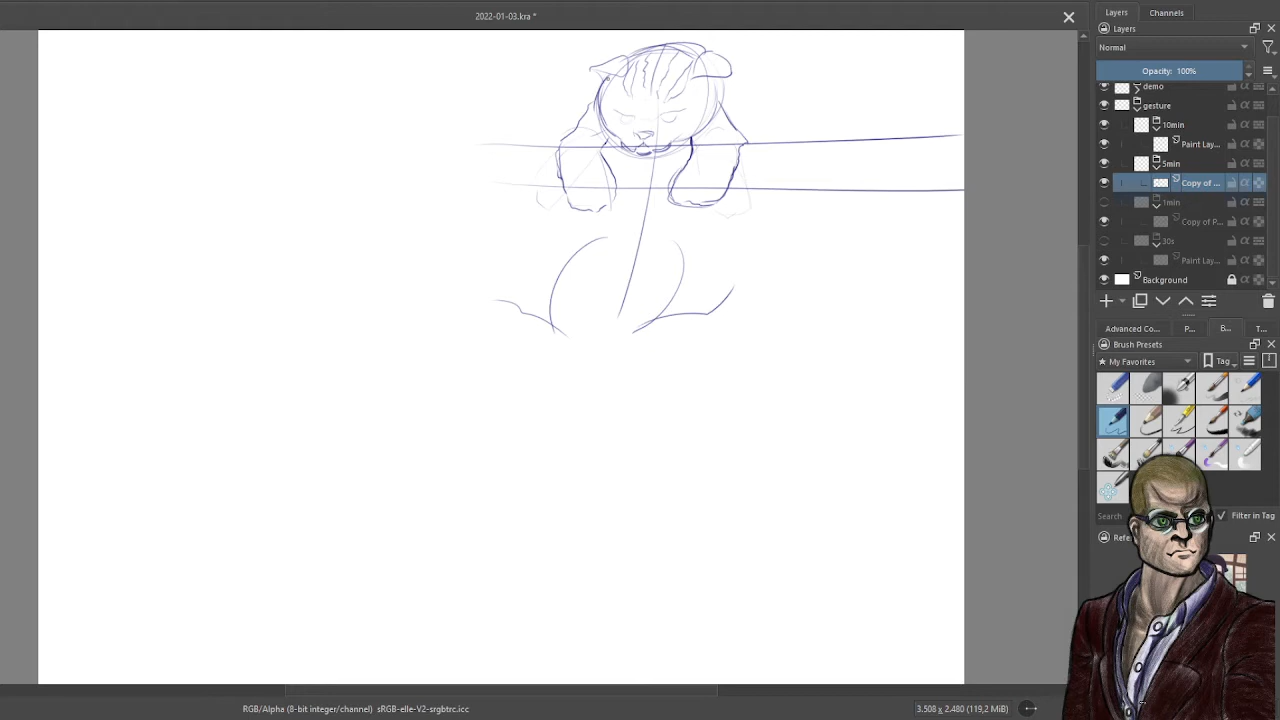 2022-01-03.kra *
Layers Channels
Layers
Normal
Opacity: 100%
demo
gesture
10min
Paint Lay...
5min
Copy of ...
1min
Copy of P...
30s
Paint Lay...
Background
Advanced Co... P... B... T...
Brush Presets
★ My Favorites Tag
Search Filter in Tag
Refe
RGB/Alpha (8-bit integer/channel) sRGB-elle-V2-srgbtrc.icc
3.508 x 2.480 (119,2 MiB)